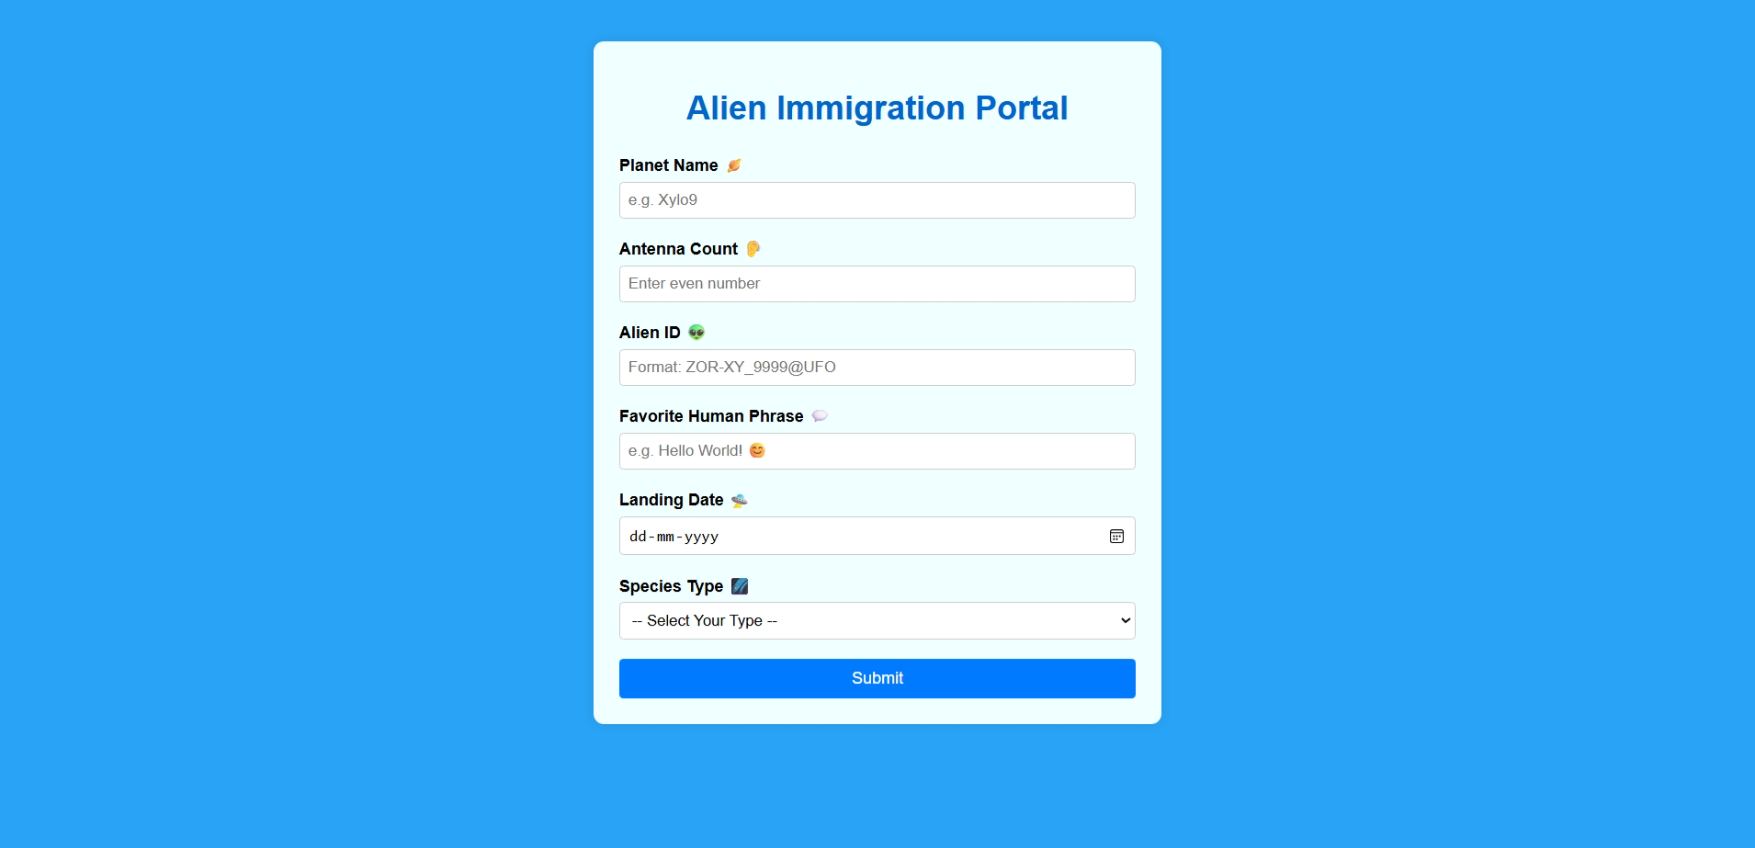 Alien Immigration Portal
Planet Name 🪐
e.g. Xylo9
Antenna Count 🦻
Enter even number
Alien ID 👽
Format: ZOR-XY_9999@UFO
Favorite Human Phrase 💬
e.g. Hello World! 😊
Landing Date 🛸
dd-mm-yyyy
Species Type 🌌
-- Select Your Type --
Submit